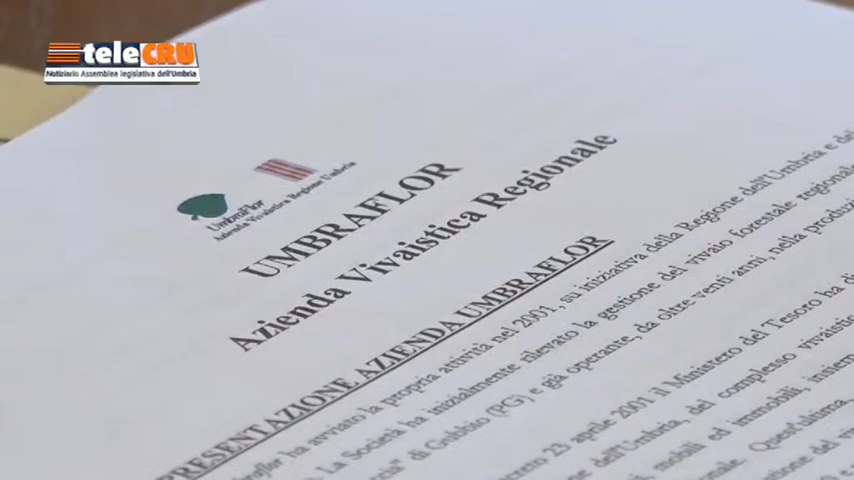 teleCRU
Notiziario Assemblea legislativa dell'Umbria
UmbraFlor
Azienda Vivaistica Regione Umbria
UMBRAFLOR
Azienda Vivaistica Regionale
PRESENTAZIONE AZIENDA UMBRAFLOR
ha avviato la propria attività nel 2001, su iniziativa della Regione dell'Umbria e del
La Società ha inizialmente rilevato la gestione del vivaio forestale regionale
di Gubbio (PG) e già operante, da oltre venti anni, nella produzi
23 aprile 2001 il Ministero del Tesoro ha di
dell'Umbria, del complesso vivaistic
mobili ed immobili, insiem
Quest'ultima,
gestione del